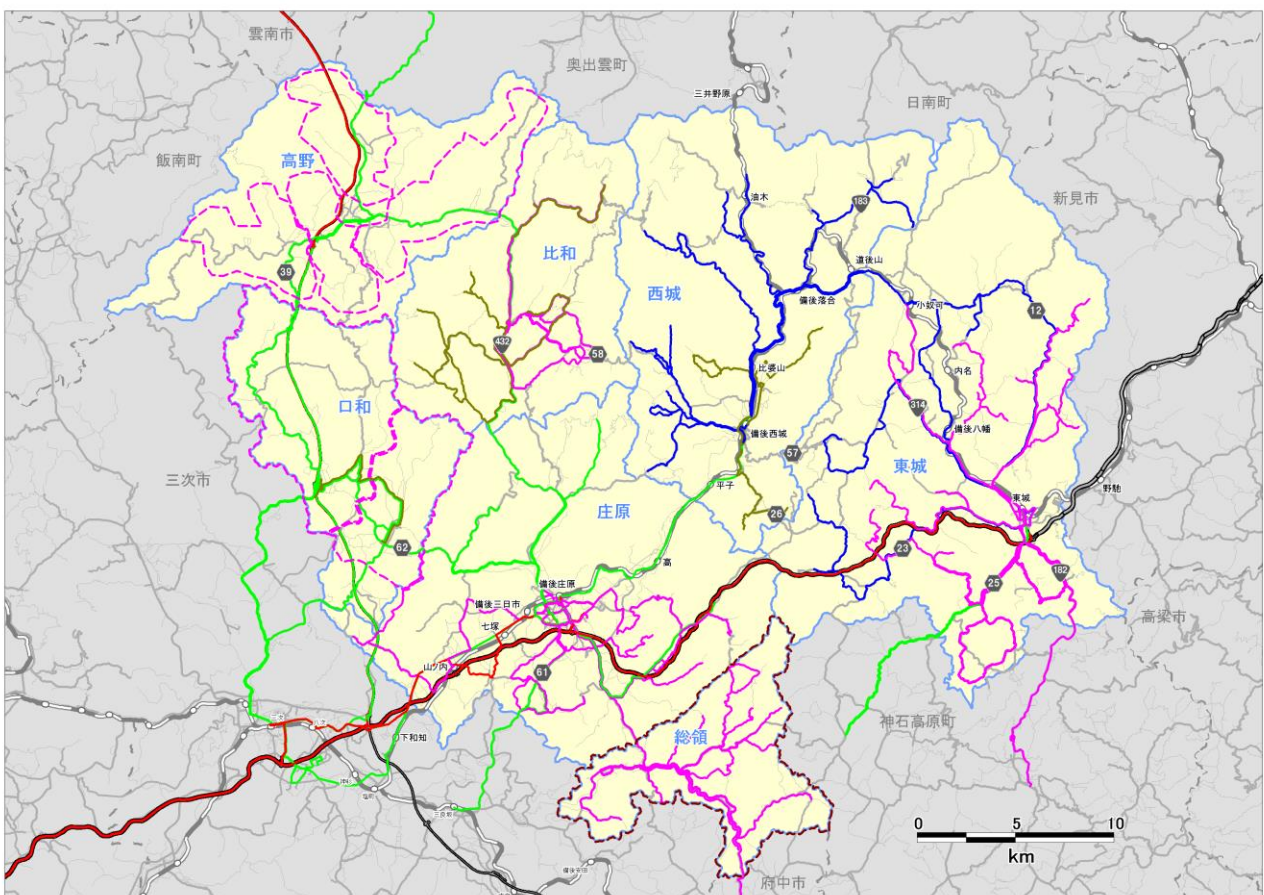 雲南市
奥出雲町
三井野原
日南町
飯南町
高野
新見市
油木
183
比和
道後山
39
西城
備後落合
小奴可
12
432
58
比婆山
内名
314
口和
備後西城
備後八幡
57
東城
三次市
平子
東城
野馳
庄原
26
62
高
23
182
備後庄原
25
備後三日市
七塚
高梁市
山ノ内
61
神石高原町
総領
下和知
塩町
0 5 10
km
府中市